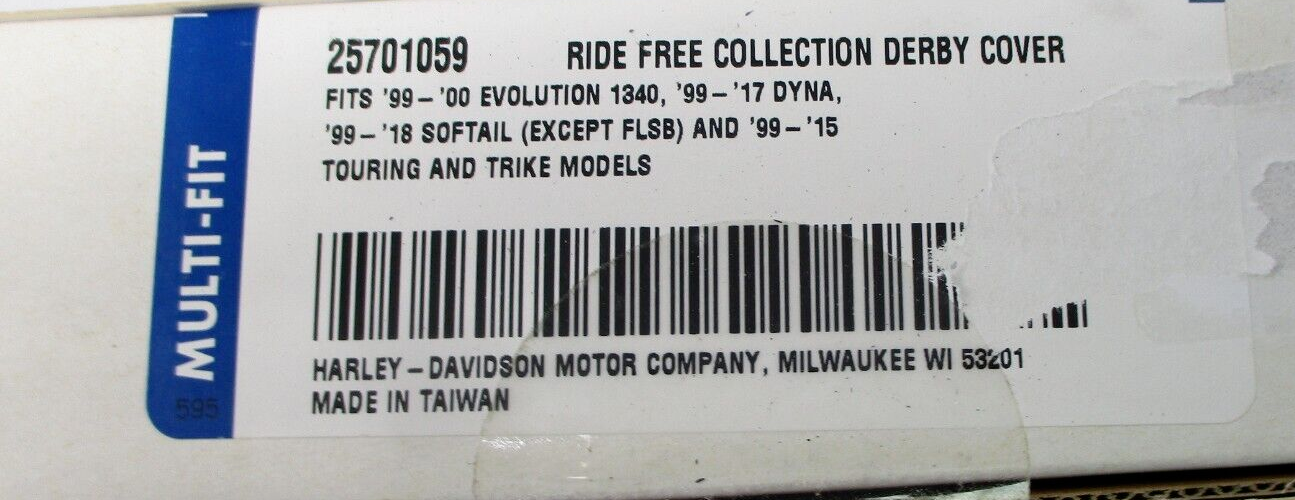 25701059 RIDE FREE COLLECTION DERBY COVER
FITS '99-'00 EVOLUTION 1340, '99-'17 DYNA,
'99-'18 SOFTAIL (EXCEPT FLSB) AND '99-'15
TOURING AND TRIKE MODELS
HARLEY-DAVIDSON MOTOR COMPANY, MILWAUKEE WI 53201
MADE IN TAIWAN
MULTI-FIT
595